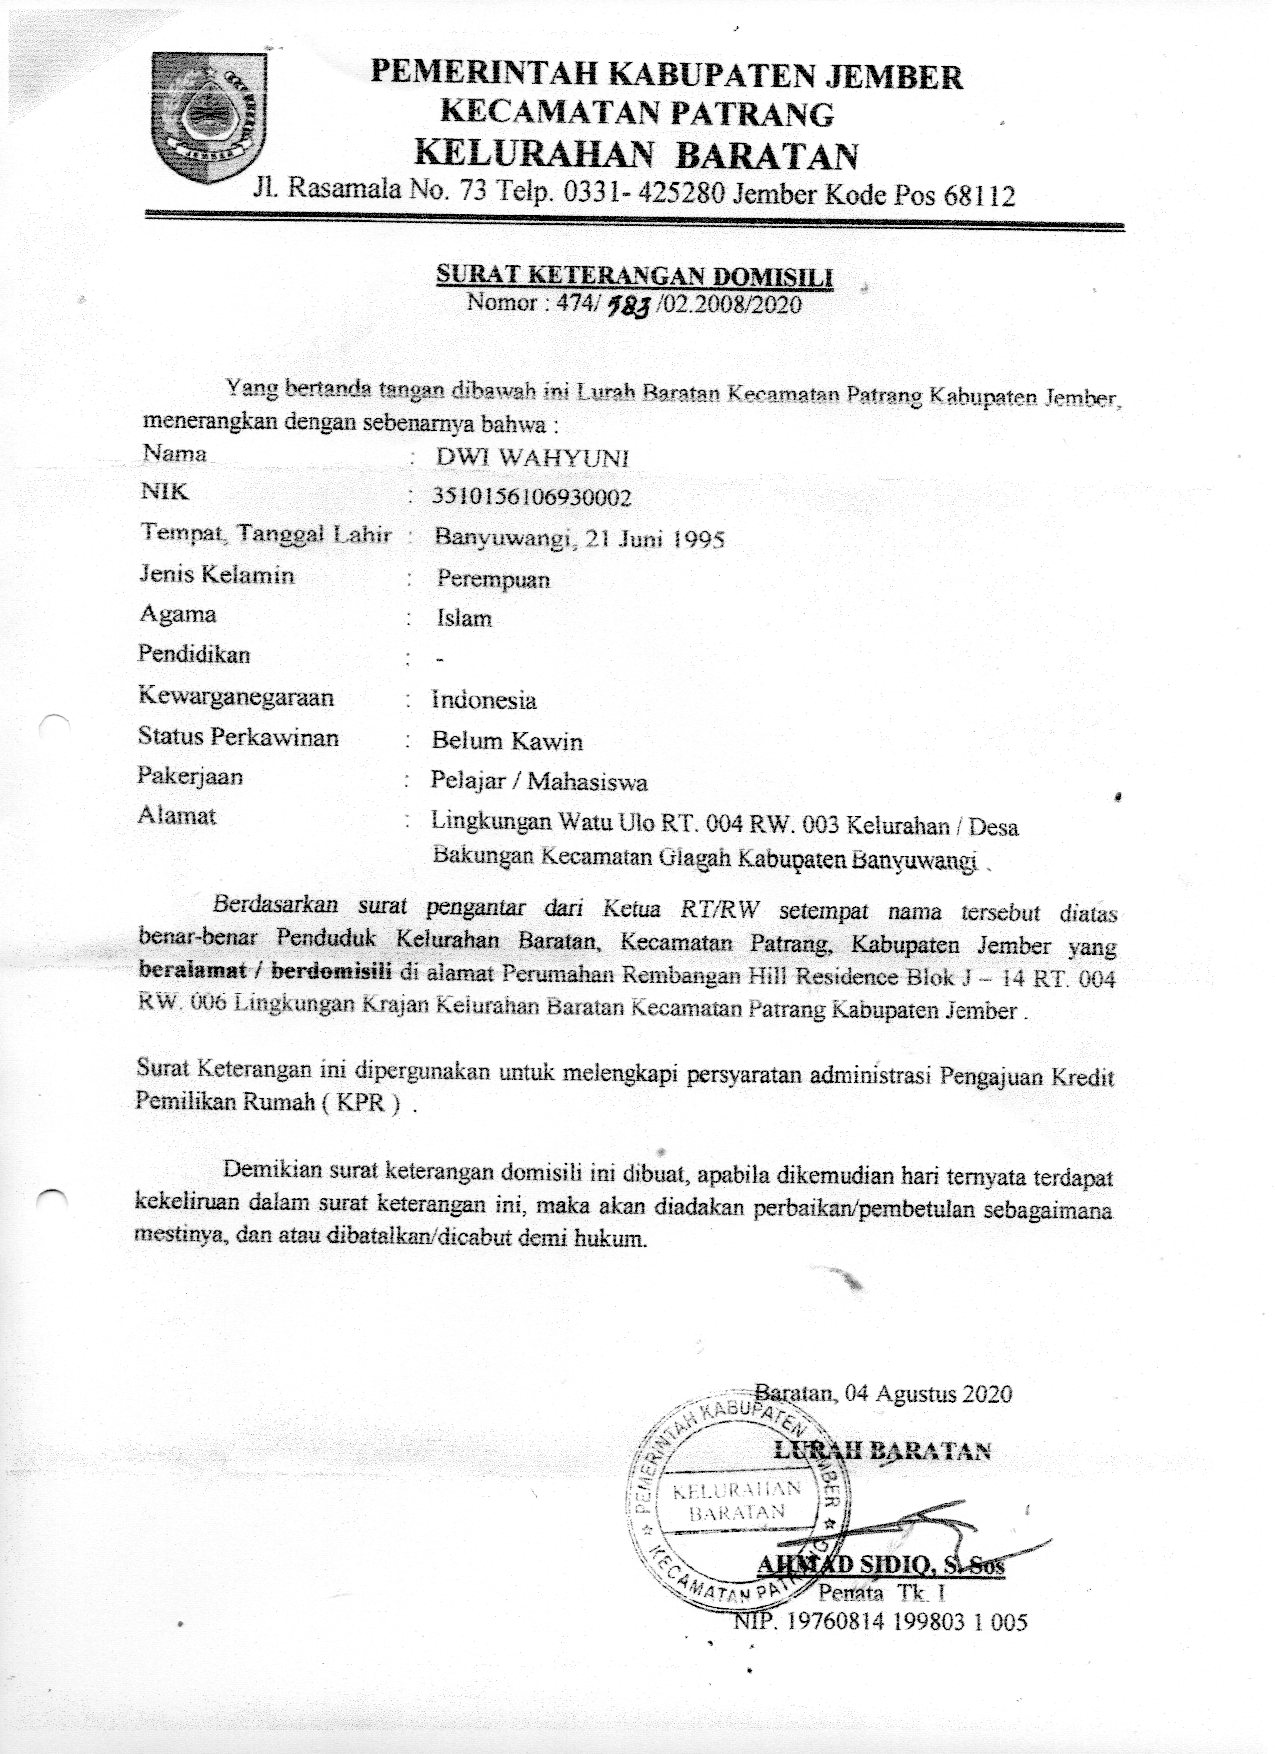 PEMERINTAH KABUPATEN JEMBER
KECAMATAN PATRANG
KELURAHAN BARATAN
Jl. Rasamala No. 73 Telp. 0331- 425280 Jember Kode Pos 68112
JEMBER
SURAT KETERANGAN DOMISILI
Nomor : 474/ 983 /02.2008/2020
Yang bertanda tangan dibawah ini Lurah Baratan Kecamatan Patrang Kabupaten Jember,
menerangkan dengan sebenarnya bahwa :
Nama : DWI WAHYUNI
NIK : 3510156106930002
Tempat, Tanggal Lahir : Banyuwangi, 21 Juni 1995
Jenis Kelamin : Perempuan
Agama : Islam
Pendidikan : -
Kewarganegaraan : Indonesia
Status Perkawinan : Belum Kawin
Pakerjaan : Pelajar / Mahasiswa
Alamat : Lingkungan Watu Ulo RT. 004 RW. 003 Kelurahan / Desa
Bakungan Kecamatan Glagah Kabupaten Banyuwangi .
Berdasarkan surat pengantar dari Ketua RT/RW setempat nama tersebut diatas
benar-benar Penduduk Kelurahan Baratan, Kecamatan Patrang, Kabupaten Jember yang
beralamat / berdomisili di alamat Perumahan Rembangan Hill Residence Blok J – 14 RT. 004
RW. 006 Lingkungan Krajan Kelurahan Baratan Kecamatan Patrang Kabupaten Jember .
Surat Keterangan ini dipergunakan untuk melengkapi persyaratan administrasi Pengajuan Kredit
Pemilikan Rumah ( KPR ) .
Demikian surat keterangan domisili ini dibuat, apabila dikemudian hari ternyata terdapat
kekeliruan dalam surat keterangan ini, maka akan diadakan perbaikan/pembetulan sebagaimana
mestinya, dan atau dibatalkan/dicabut demi hukum.
Baratan, 04 Agustus 2020
LURAH BARATAN
PEMERINTAH KABUPATEN JEMBER
KELURAHAN
BARATAN
KECAMATAN PATRANG
AHMAD SIDIQ, S. Sos
Penata Tk. I
NIP. 19760814 199803 1 005